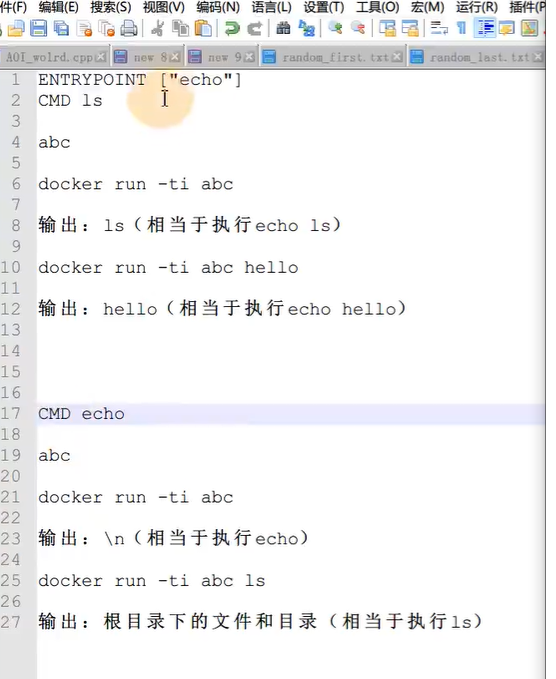 件(F) 编辑(E) 搜索(S) 视图(V) 编码(N) 语言(L) 设置(T) 工具(O) 宏(M) 运行(R) 插件(P)
AOI_wolrd.cpp new 8 new 9 random_first.txt random_last.txt
1 ENTRYPOINT ["echo"]
2 CMD ls
3
4 abc
5
6 docker run -ti abc
7
8 输出：ls（相当于执行echo ls）
9
10 docker run -ti abc hello
11
12 输出：hello（相当于执行echo hello）
13
14
15
16
17 CMD echo
18
19 abc
20
21 docker run -ti abc
22
23 输出：\n（相当于执行echo）
24
25 docker run -ti abc ls
26
27 输出：根目录下的文件和目录（相当于执行ls）